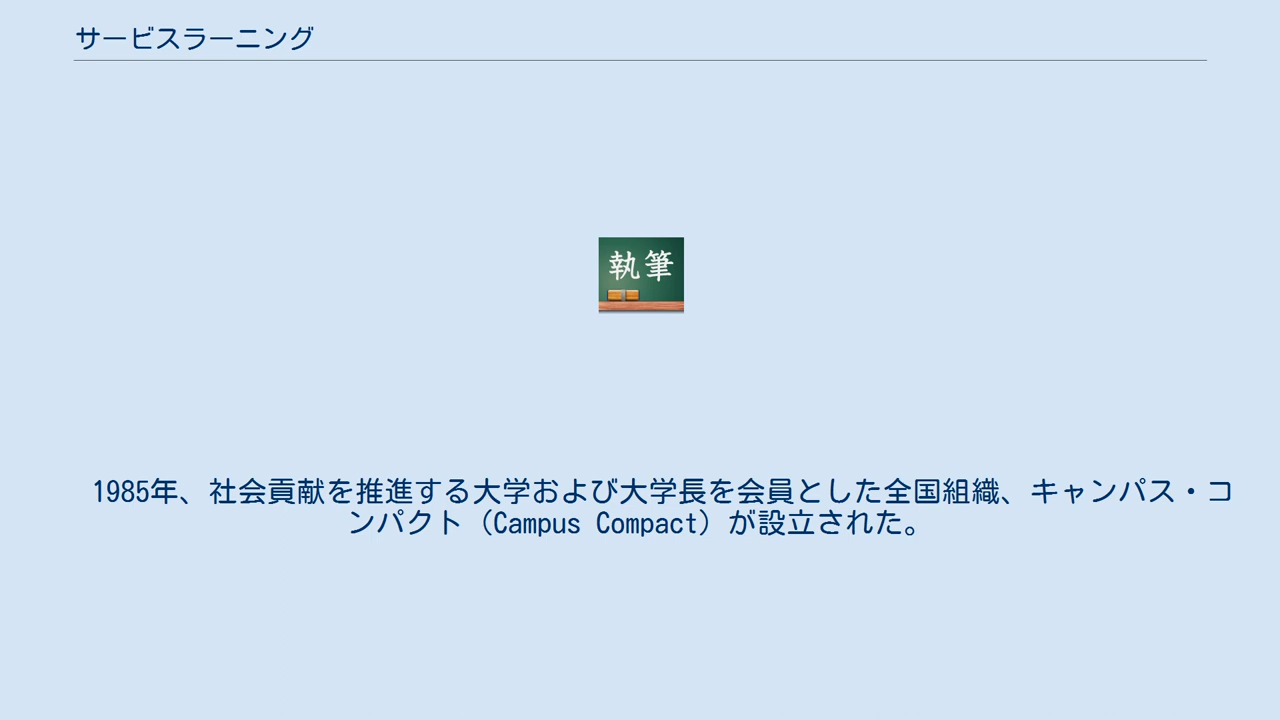 サービスラーニング
執筆
1985年、社会貢献を推進する大学および大学長を会員とした全国組織、キャンパス・コ
ンパクト（Campus Compact）が設立された。